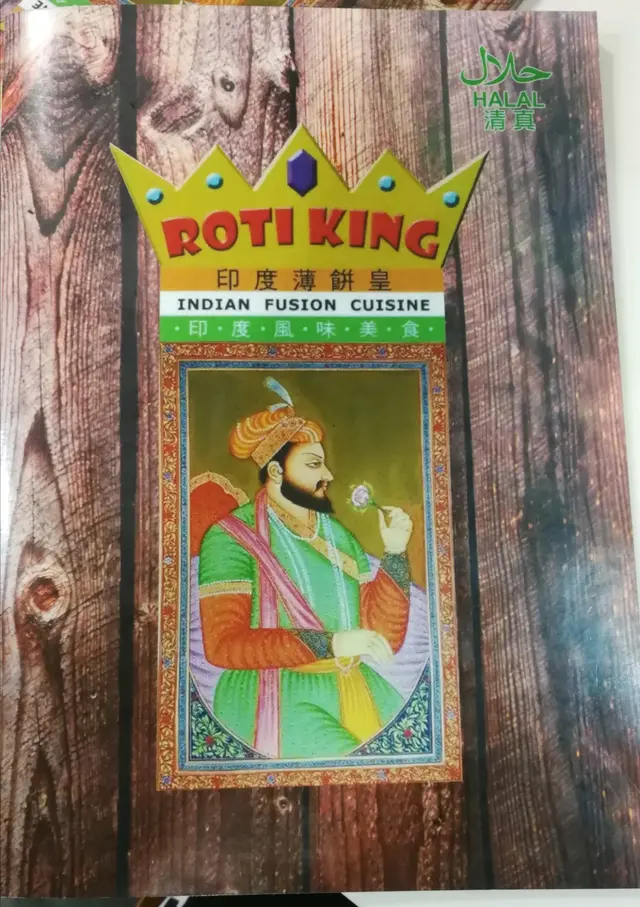 حلال
HALAL
清真
ROTI KING
印度薄餅皇
INDIAN FUSION CUISINE
·印·度·風·味·美·食·